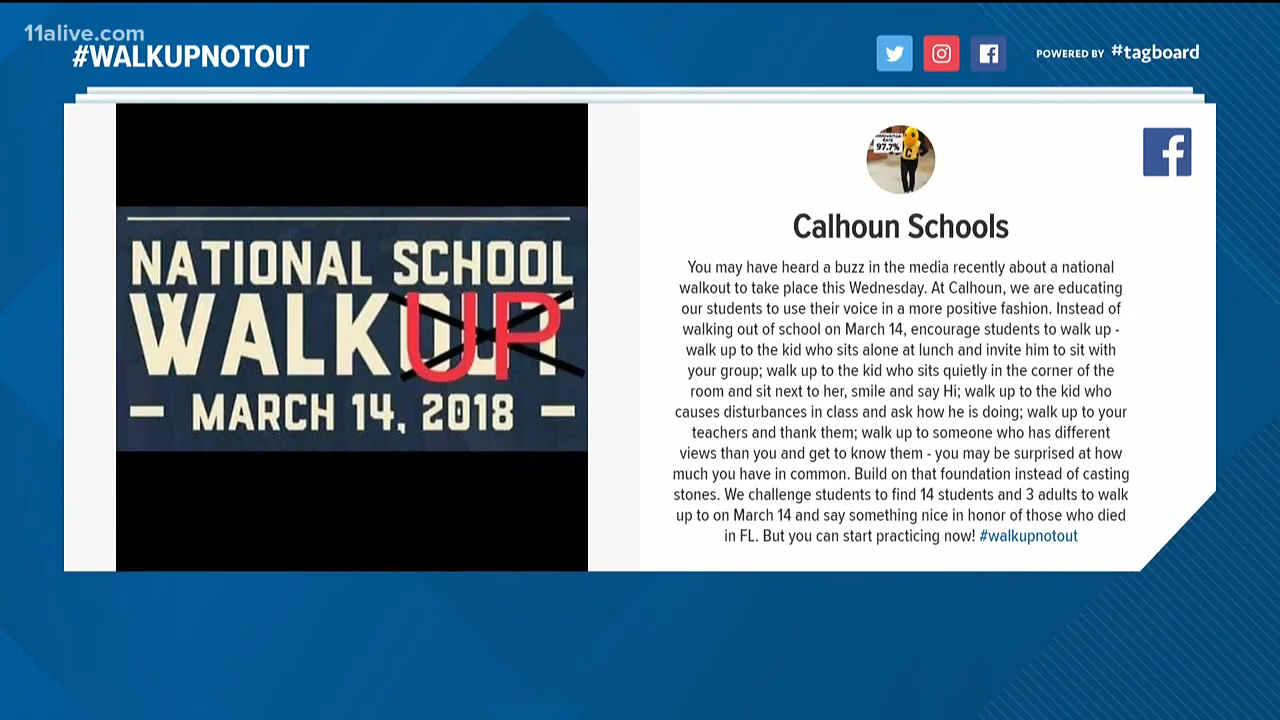 11alive.com
#WALKUPNOTOUT
POWERED BY #tagboard
NATIONAL SCHOOL
WALKOUT
UP
MARCH 14, 2018
97.7%
C
Calhoun Schools
You may have heard a buzz in the media recently about a national
walkout to take place this Wednesday. At Calhoun, we are educating
our students to use their voice in a more positive fashion. Instead of
walking out of school on March 14, encourage students to walk up -
walk up to the kid who sits alone at lunch and invite him to sit with
your group; walk up to the kid who sits quietly in the corner of the
room and sit next to her, smile and say Hi; walk up to the kid who
causes disturbances in class and ask how he is doing; walk up to your
teachers and thank them; walk up to someone who has different
views than you and get to know them - you may be surprised at how
much you have in common. Build on that foundation instead of casting
stones. We challenge students to find 14 students and 3 adults to walk
up to on March 14 and say something nice in honor of those who died
in FL. But you can start practicing now! #walkupnotout